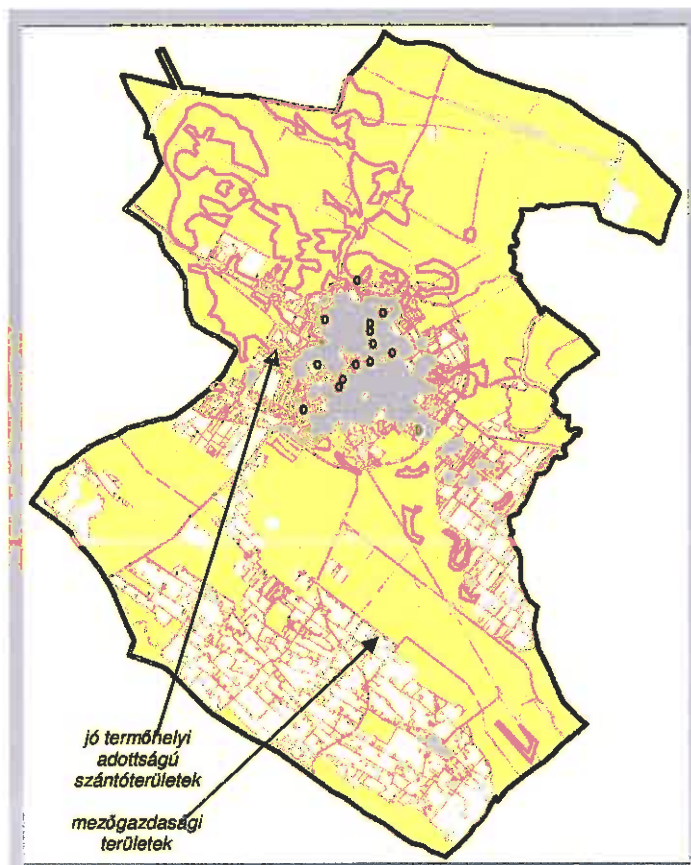 jó termőhelyi
adottságú
szántóterületek
mezőgazdasági
területek